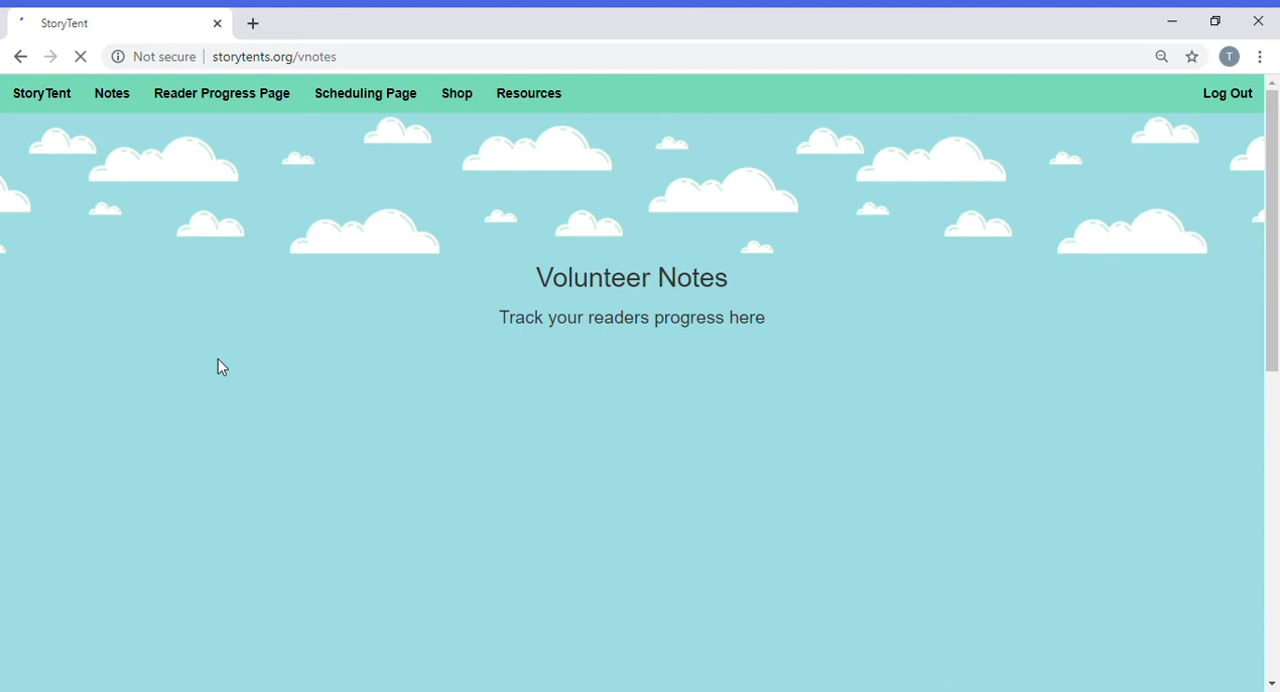 StoryTent
Not secure storytents.org/vnotes T
StoryTent Notes Reader Progress Page Scheduling Page Shop Resources Log Out
Volunteer Notes
Track your readers progress here